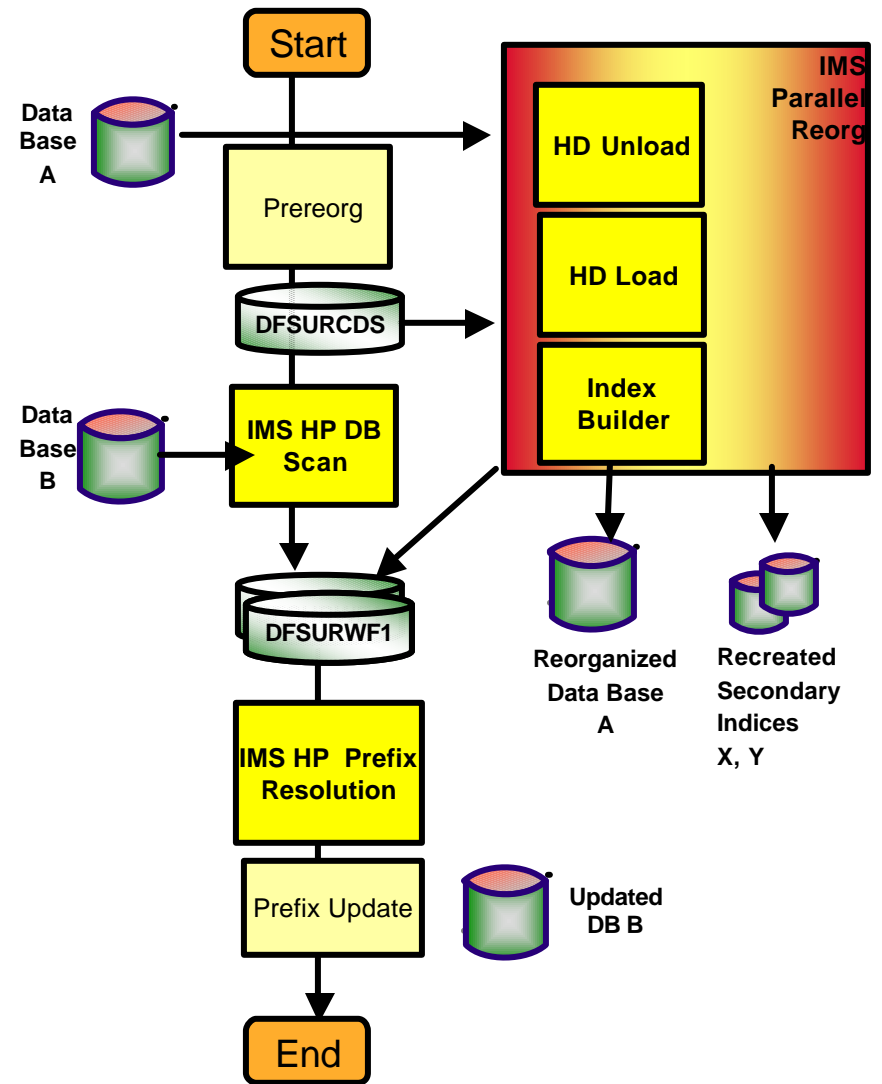 Start
IMS
Parallel
Reorg
Data
Base
A
HD Unload
Prereorg
HD Load
DFSURCDS
Index
Builder
Data
Base
B
IMS HP DB
Scan
DFSURWF1
Reorganized
Data Base
A
Recreated
Secondary
Indices
X, Y
IMS HP Prefix
Resolution
Prefix Update
Updated
DB B
End